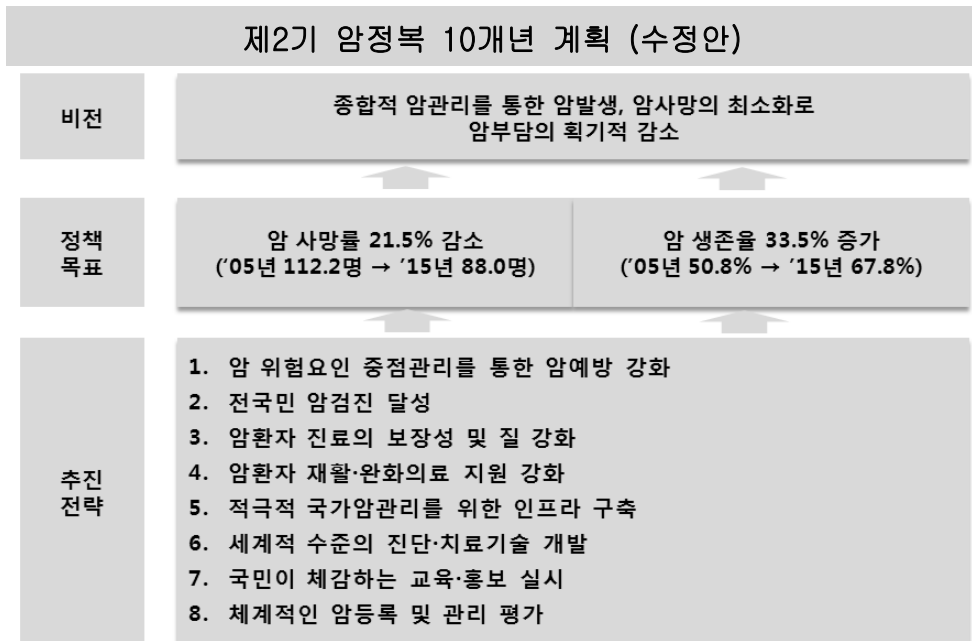 제2기 암정복 10개년 계획 (수정안)
비전
종합적 암관리를 통한 암발생, 암사망의 최소화로
암부담의 획기적 감소
정책
목표
암 사망률 21.5% 감소
(‘05년 112.2명 → ’15년 88.0명)
암 생존율 33.5% 증가
(‘05년 50.8% → ’15년 67.8%)
추진
전략
1. 암 위험요인 중점관리를 통한 암예방 강화
2. 전국민 암검진 달성
3. 암환자 진료의 보장성 및 질 강화
4. 암환자 재활·완화의료 지원 강화
5. 적극적 국가암관리를 위한 인프라 구축
6. 세계적 수준의 진단·치료기술 개발
7. 국민이 체감하는 교육·홍보 실시
8. 체계적인 암등록 및 관리 평가